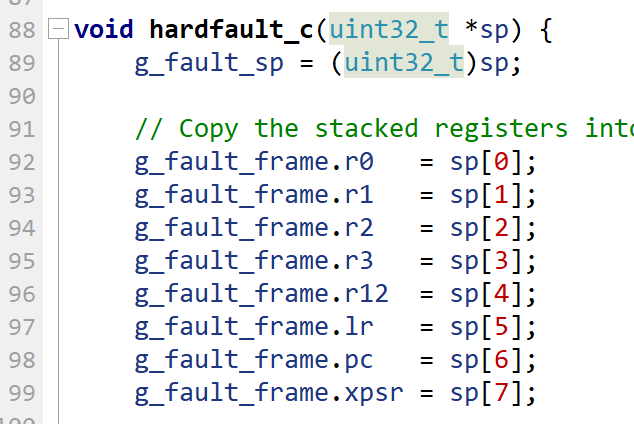 88 void hardfault_c(uint32_t *sp) {
89 g_fault_sp = (uint32_t)sp;
90
91 // Copy the stacked registers into
92 g_fault_frame.r0 = sp[0];
93 g_fault_frame.r1 = sp[1];
94 g_fault_frame.r2 = sp[2];
95 g_fault_frame.r3 = sp[3];
96 g_fault_frame.r12 = sp[4];
97 g_fault_frame.lr = sp[5];
98 g_fault_frame.pc = sp[6];
99 g_fault_frame.xpsr = sp[7];